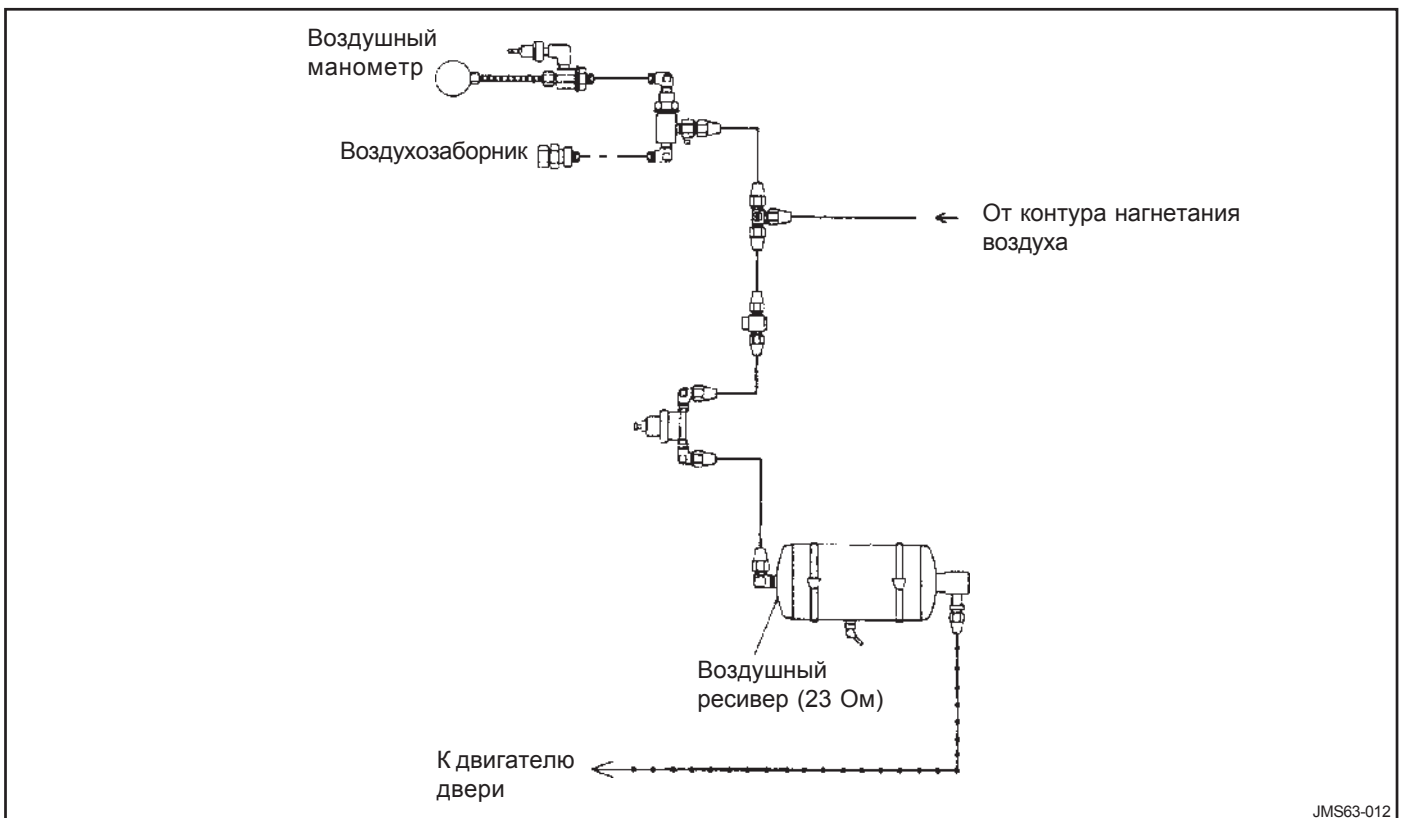 Воздушный
манометр
Воздухозаборник
От контура нагнетания
воздуха
Воздушный
ресивер (23 Ом)
К двигателю
двери
JMS63-012